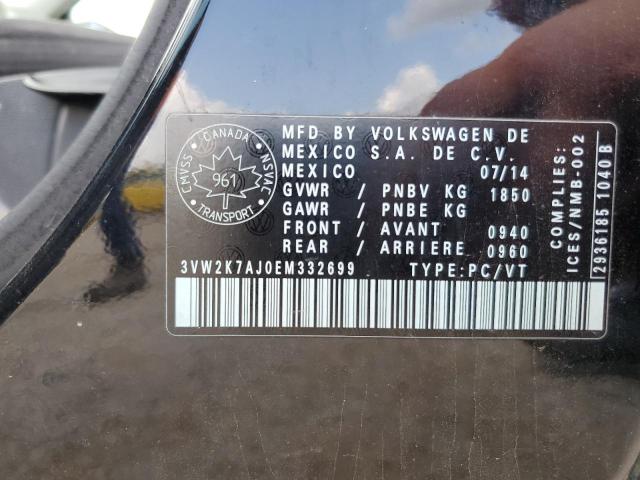 CANADA
CMVSS
NSVAC
961
TRANSPORT
MFD BY VOLKSWAGEN DE
MEXICO S.A. DE C.V.
MEXICO 07/14
GVWR / PNBV KG 1850
GAWR / PNBE KG
FRONT / AVANT 0940
REAR / ARRIERE 0960
3VW2K7AJ0EM332699 TYPE:PC/VT
COMPLIES:
ICES/NMB-002
2936185 1040B